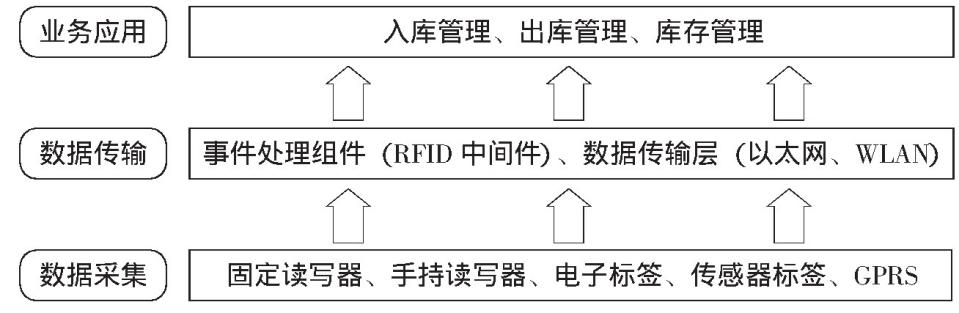 业务应用
入库管理、出库管理、库存管理
数据传输
事件处理组件（RFID 中间件）、数据传输层（以太网、WLAN）
数据采集
固定读写器、手持读写器、电子标签、传感器标签、GPRS